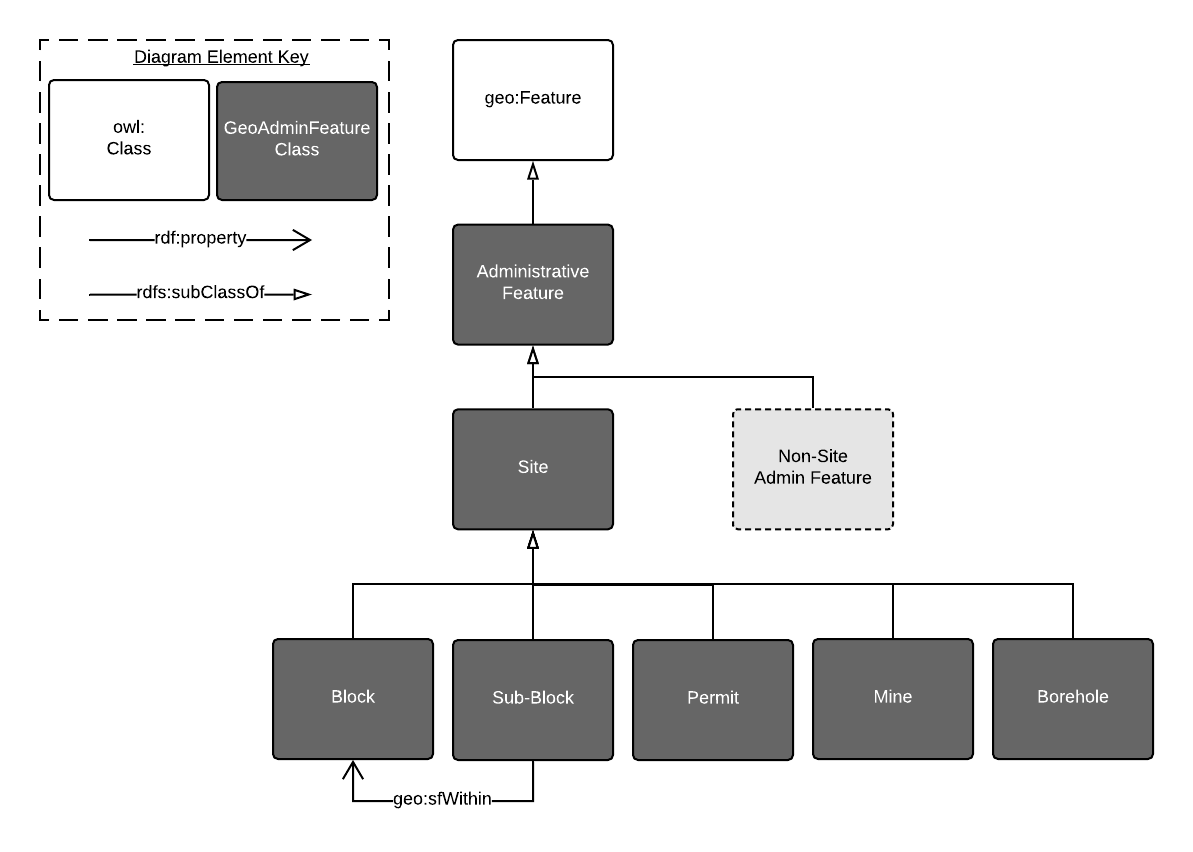 Diagram Element Key
owl:
Class
GeoAdminFeature
Class
rdf:property
rdfs:subClassOf
geo:Feature
Administrative
Feature
Site
Non-Site
Admin Feature
Block
Sub-Block
Permit
Mine
Borehole
geo:sfWithin